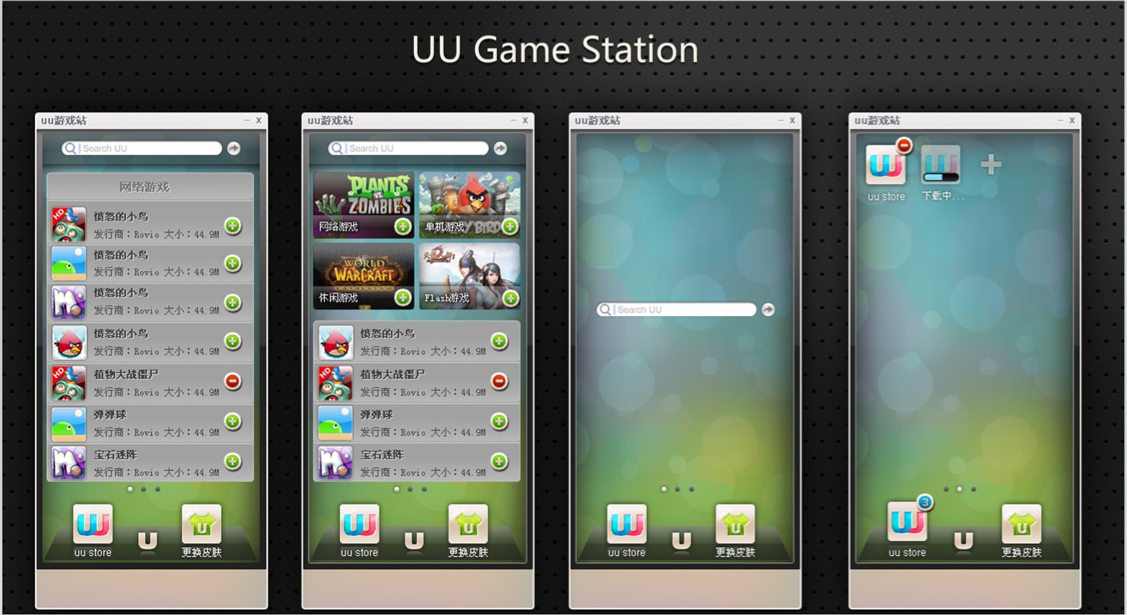 UU Game Station
uu游戏站
Search UU
网络游戏
HD
愤怒的小鸟
发行商：Rovio 大小：44.9M
愤怒的小鸟
发行商：Rovio 大小：44.9M
愤怒的小鸟
发行商：Rovio 大小：44.9M
愤怒的小鸟
发行商：Rovio 大小：44.9M
HD
植物大战僵尸
发行商：Rovio 大小：44.9M
弹弹球
发行商：Rovio 大小：44.9M
宝石迷阵
发行商：Rovio 大小：44.9M
uu store
U
更换皮肤
uu游戏站
Search UU
PLANTS
VS.
ZOMBIES
网络游戏
单机游戏
WORLD
OF
WARCRAFT
休闲游戏
Flash游戏
愤怒的小鸟
发行商：Rovio 大小：44.9M
HD
植物大战僵尸
发行商：Rovio 大小：44.9M
弹弹球
发行商：Rovio 大小：44.9M
宝石迷阵
发行商：Rovio 大小：44.9M
uu store
U
更换皮肤
uu游戏站
Search UU
uu store
U
更换皮肤
uu游戏站
uu store
下载中...
3
uu store
U
更换皮肤